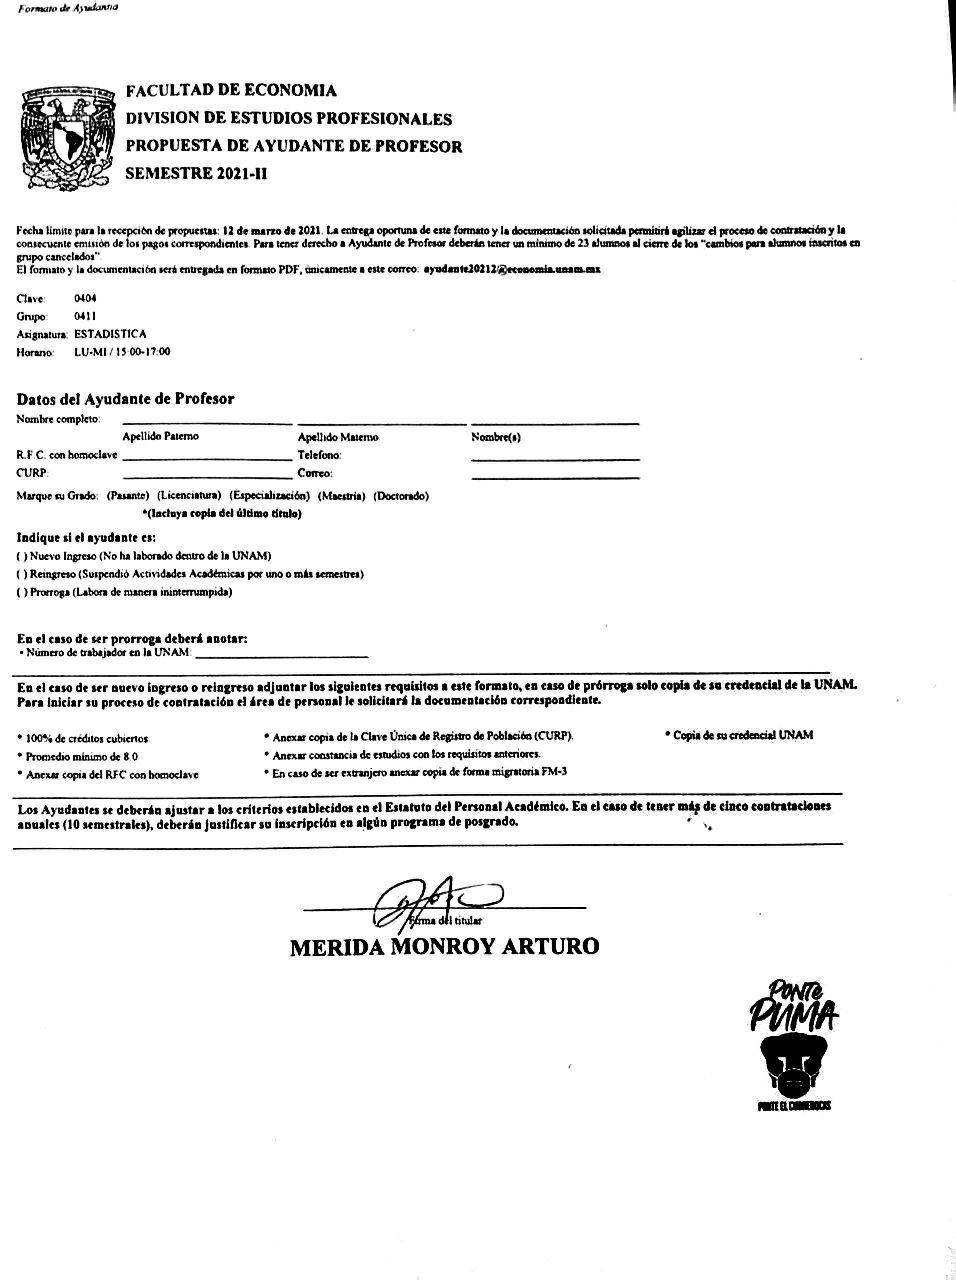 Formato de Ayudantía
FACULTAD DE ECONOMIA
DIVISION DE ESTUDIOS PROFESIONALES
PROPUESTA DE AYUDANTE DE PROFESOR
SEMESTRE 2021-II
Fecha límite para la recepción de propuestas: 12 de marzo de 2021. La entrega oportuna de este formato y la documentación solicitada permitirá agilizar el proceso de contratación y la
consecuente emisión de los pagos correspondientes. Para tener derecho a Ayudante de Profesor deberán tener un mínimo de 23 alumnos al cierre de los "cambios para alumnos inscritos en
grupo cancelados"
El formato y la documentación será entregada en formato PDF, únicamente a este correo: ayudante20212@economia.unam.mx
Clave: 0404
Grupo: 0411
Asignatura: ESTADISTICA
Horario: LU-MI / 15:00-17:00
Datos del Ayudante de Profesor
Nombre completo:
Apellido Paterno Apellido Materno Nombre(s)
R.F.C. con homoclave Telefono:
CURP: Correo:
Marque su Grado: (Pasante) (Licenciatura) (Especialización) (Maestría) (Doctorado)
*(Incluya copia del último título)
Indique si el ayudante es:
( ) Nuevo Ingreso (No ha laborado dentro de la UNAM)
( ) Reingreso (Suspendió Actividades Académicas por uno o más semestres)
( ) Prorroga (Labora de manera ininterrumpida)
En el caso de ser prorroga deberá anotar:
• Número de trabajador en la UNAM:
En el caso de ser nuevo ingreso o reingreso adjuntar los siguientes requisitos a este formato, en caso de prórroga solo copia de su credencial de la UNAM.
Para iniciar su proceso de contratación el área de personal le solicitará la documentación correspondiente.
* 100% de créditos cubiertos * Anexar copia de la Clave Única de Registro de Población (CURP). * Copia de su credencial UNAM
* Promedio mínimo de 8.0 * Anexar constancia de estudios con los requisitos anteriores.
* Anexar copia del RFC con homoclave * En caso de ser extranjero anexar copia de forma migratoria FM-3
Los Ayudantes se deberán ajustar a los criterios establecidos en el Estatuto del Personal Académico. En el caso de tener más de cinco contrataciones
anuales (10 semestrales), deberán justificar su inscripción en algún programa de posgrado.
Firma del titular
MERIDA MONROY ARTURO
PONTE
PUMA
PONTE EL CUBREBOCAS